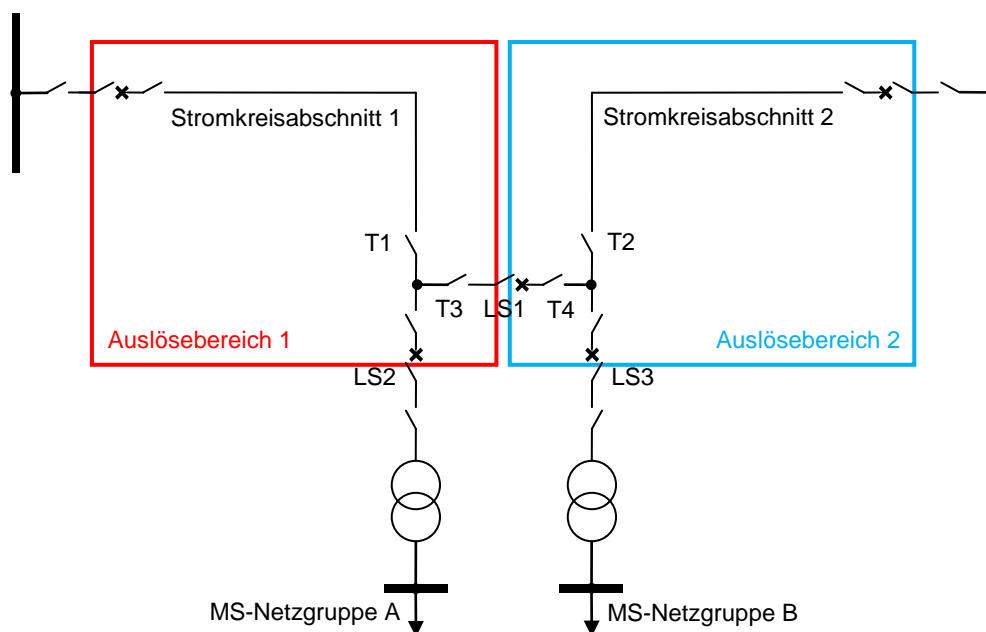 Stromkreisabschnitt 1
Stromkreisabschnitt 2
T1
T2
T3
LS1
T4
Auslösebereich 1
Auslösebereich 2
LS2
LS3
MS-Netzgruppe A
MS-Netzgruppe B